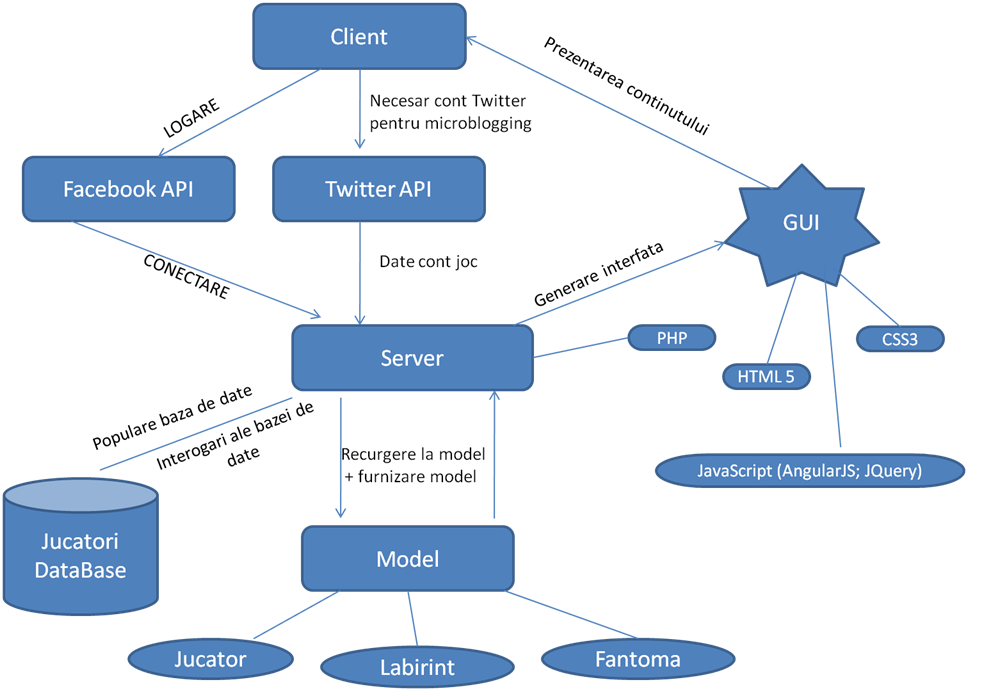 Client
Prezentarea continutului
LOGARE
Necesar cont Twitter
pentru microblogging
Facebook API
Twitter API
GUI
CONECTARE
Date cont joc
Generare interfata
Server
PHP
CSS3
HTML 5
Populare baza de date
Interogari ale bazei de
date
Recurgere la model
+ furnizare model
JavaScript (AngularJS; JQuery)
Jucatori
DataBase
Model
Jucator
Labirint
Fantoma